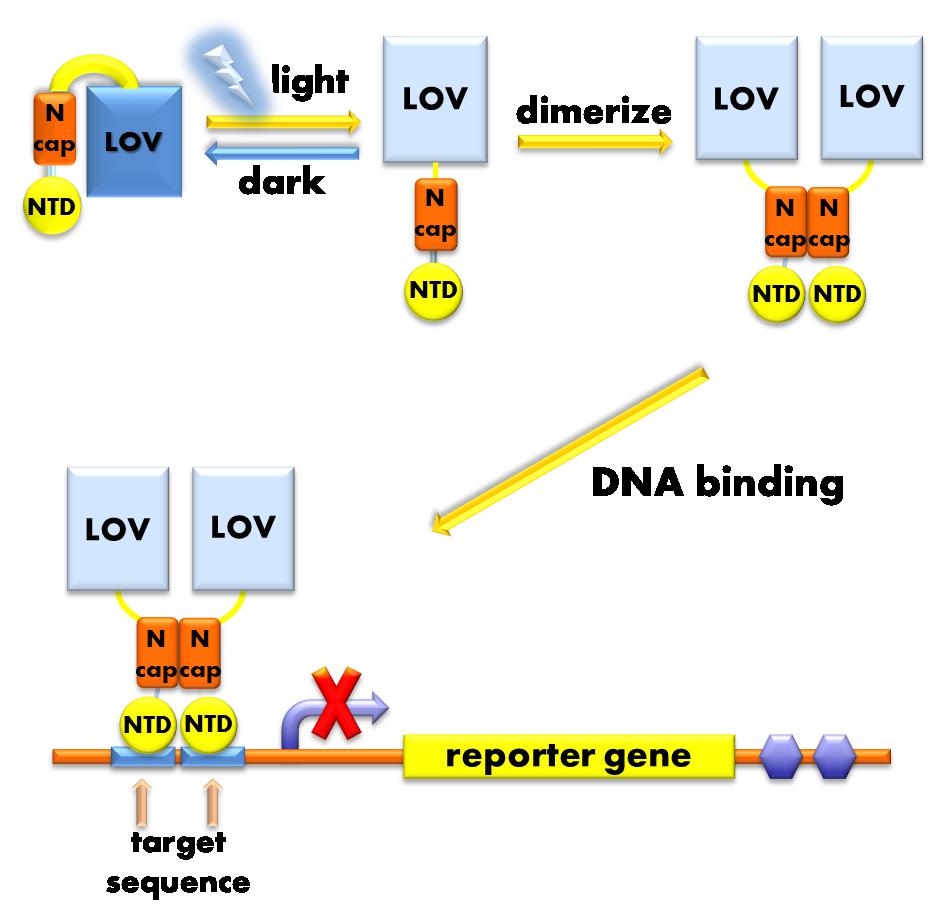 N
cap
LOV
NTD
light
dark
LOV
N
cap
NTD
dimerize
LOV
LOV
N N
cap cap
NTD NTD
DNA binding
LOV
LOV
N N
cap cap
NTD NTD
reporter gene
target
sequence